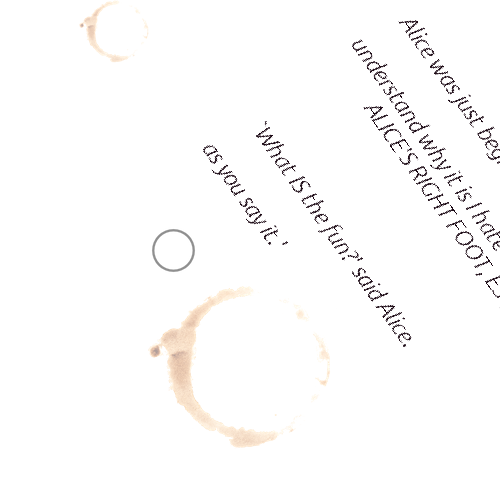 Alice was just
understand why it is I hate
ALICE'S RIGHT FOOT,
`What IS the fun?' said Alice.
as you say it.'